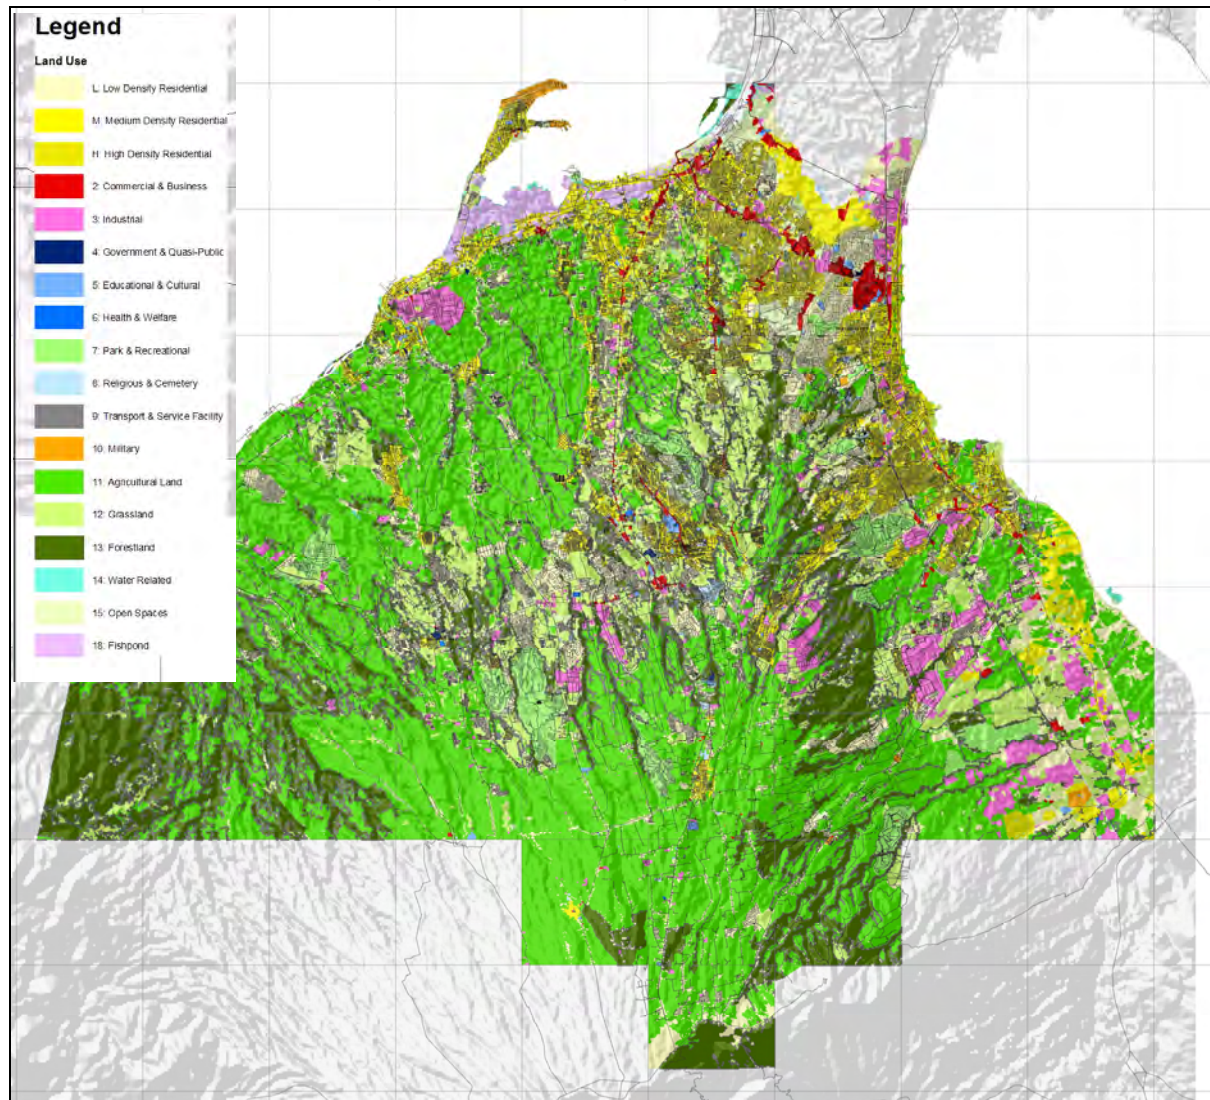 Legend
Land Use
L: Low Density Residential
M: Medium Density Residential
H: High Density Residential
2: Commercial & Business
3: Industrial
4: Government & Quasi-Public
5: Educational & Cultural
6: Health & Welfare
7: Park & Recreational
8: Religious & Cemetery
9: Transport & Service Facility
10: Military
11: Agricultural Land
12: Grassland
13: Forestland
14: Water Related
15: Open Spaces
18: Fishpond